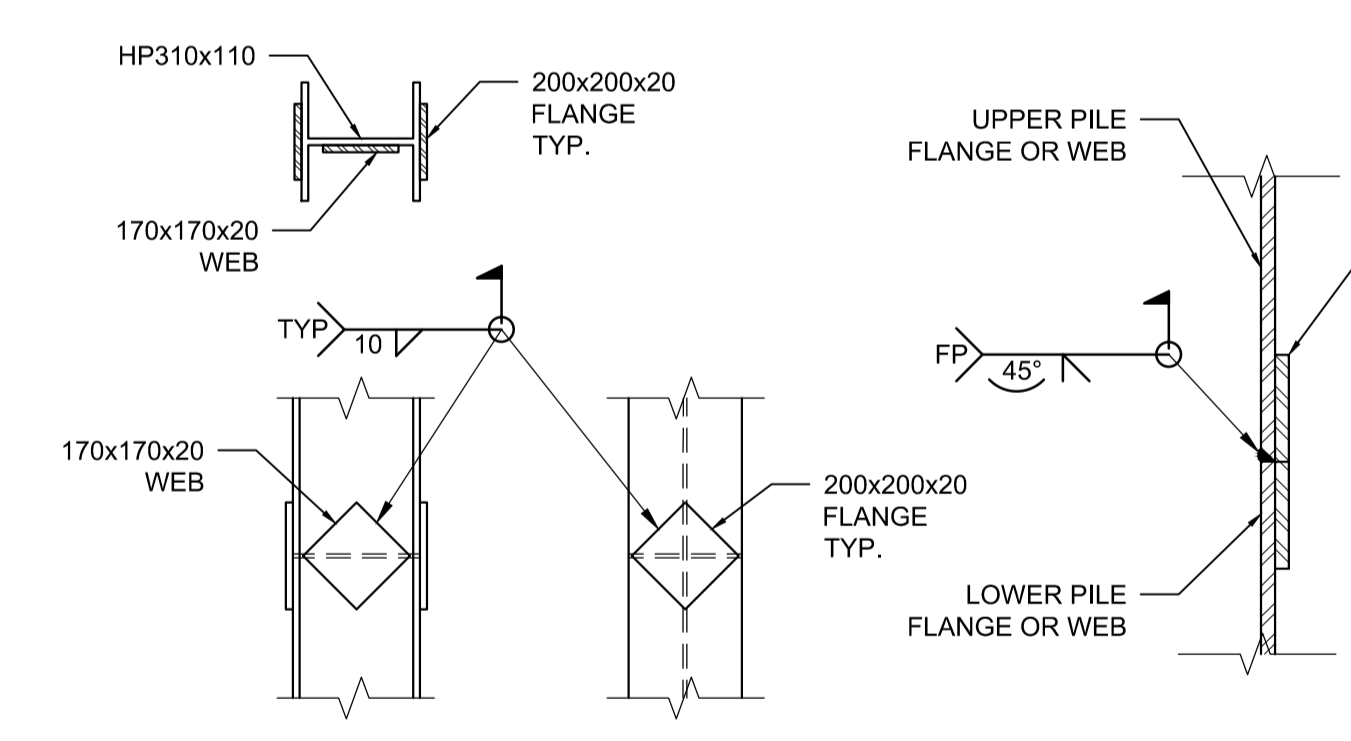 HP310x110
200x200x20
FLANGE
TYP.
170x170x20
WEB
TYP
10
170x170x20
WEB
200x200x20
FLANGE
TYP.
UPPER PILE
FLANGE OR WEB
FP
45°
LOWER PILE
FLANGE OR WEB